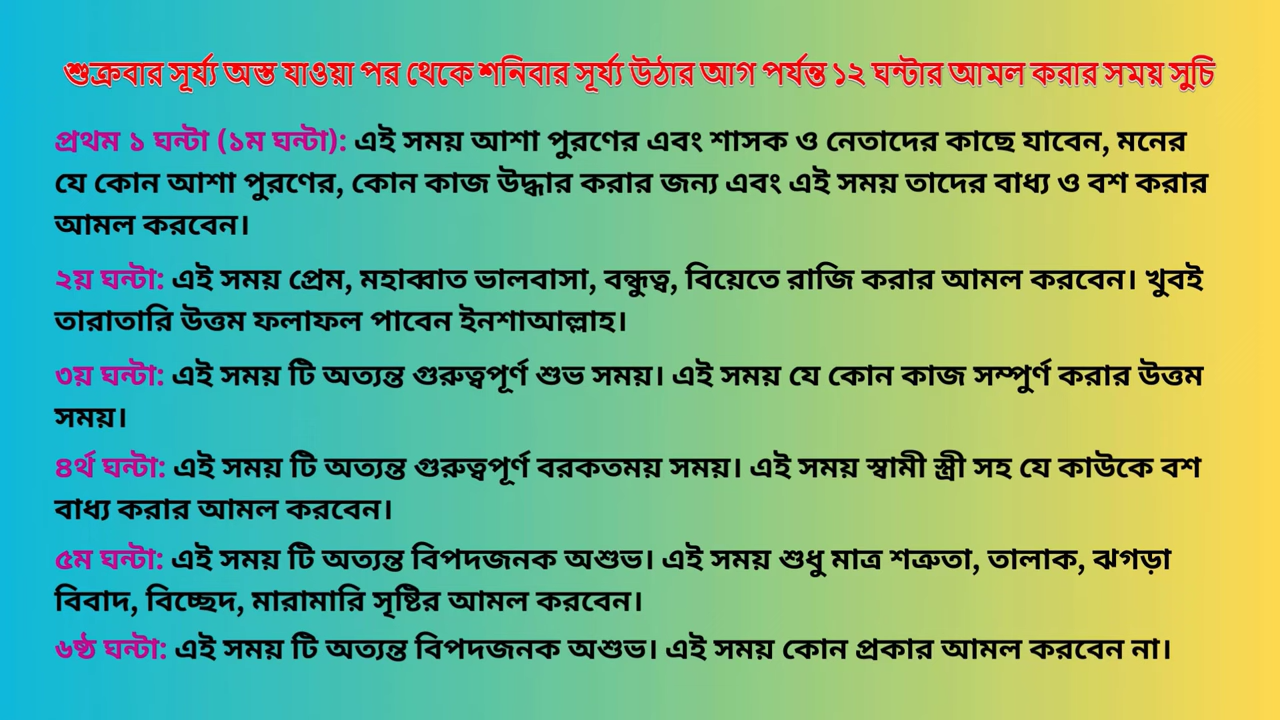 শুক্রবার সূর্য্য অস্ত যাওয়া পর থেকে শনিবার সূর্য্য উঠার আগ পর্যন্ত ১২ ঘন্টার আমল করার সময় সুচি
প্রথম ১ ঘন্টা (১ম ঘন্টা): এই সময় আশা পুরণের এবং শাসক ও নেতাদের কাছে যাবেন, মনের
যে কোন আশা পুরণের, কোন কাজ উদ্ধার করার জন্য এবং এই সময় তাদের বাধ্য ও বশ করার
আমল করবেন।
২য় ঘন্টা: এই সময় প্রেম, মহাব্বাত ভালবাসা, বন্ধুত্ব, বিয়েতে রাজি করার আমল করবেন। খুবই
তারাতারি উত্তম ফলাফল পাবেন ইনশাআল্লাহ।
৩য় ঘন্টা: এই সময় টি অত্যন্ত গুরুত্বপূর্ণ শুভ সময়। এই সময় যে কোন কাজ সম্পুর্ণ করার উত্তম
সময়।
৪র্থ ঘন্টা: এই সময় টি অত্যন্ত গুরুত্বপূর্ণ বরকতময় সময়। এই সময় স্বামী স্ত্রী সহ যে কাউকে বশ
বাধ্য করার আমল করবেন।
৫ম ঘন্টা: এই সময় টি অত্যন্ত বিপদজনক অশুভ। এই সময় শুধু মাত্র শত্রুতা, তালাক, ঝগড়া
বিবাদ, বিচ্ছেদ, মারামারি সৃষ্টির আমল করবেন।
৬ষ্ঠ ঘন্টা: এই সময় টি অত্যন্ত বিপদজনক অশুভ। এই সময় কোন প্রকার আমল করবেন না।